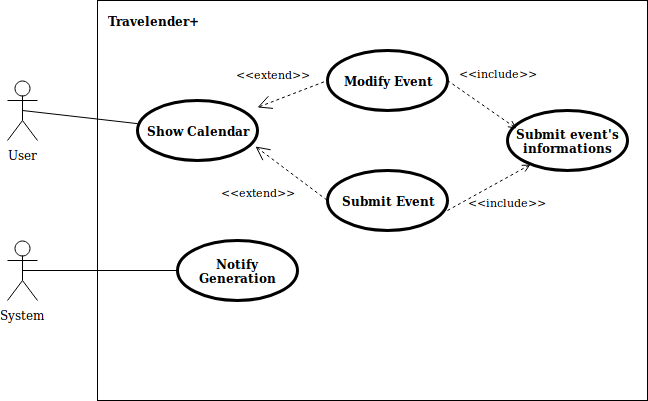 Travelender+
<<extend>>
Modify Event
<<include>>
User
Show Calendar
Submit event's
informations
<<extend>>
Submit Event
<<include>>
System
Notify
Generation